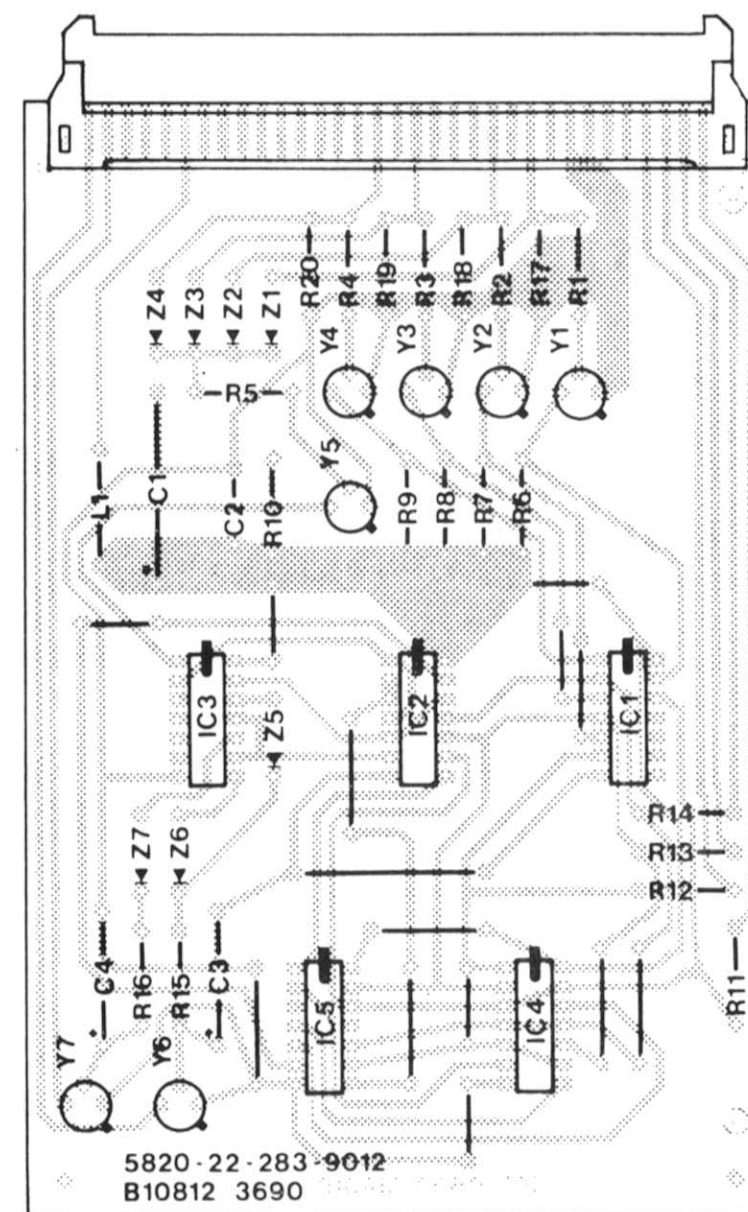 R20
R4
R19
R3
R18
R2
R17
R1
Z4
Z3
Z2
Z1
Y4
Y3
Y2
Y1
R5
Y5
L1
C1
C2
R10
R9
R8
R7
R6
IC3
IC2
IC1
Z5
R14
R13
R12
Z7
Z6
C4
R16
R15
C3
IC5
IC4
R11
Y7
Y6
5820-22-283-9012
B10812 3690